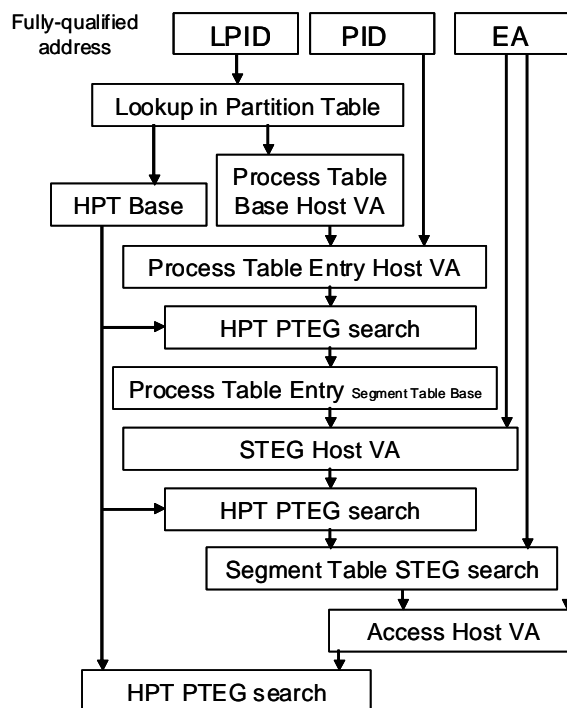 Fully-qualified
address
LPID
PID
EA
Lookup in Partition Table
Process Table
Base Host VA
HPT Base
Process Table Entry Host VA
HPT PTEG search
Process Table Entry Segment Table Base
STEG Host VA
HPT PTEG search
Segment Table STEG search
Access Host VA
HPT PTEG search